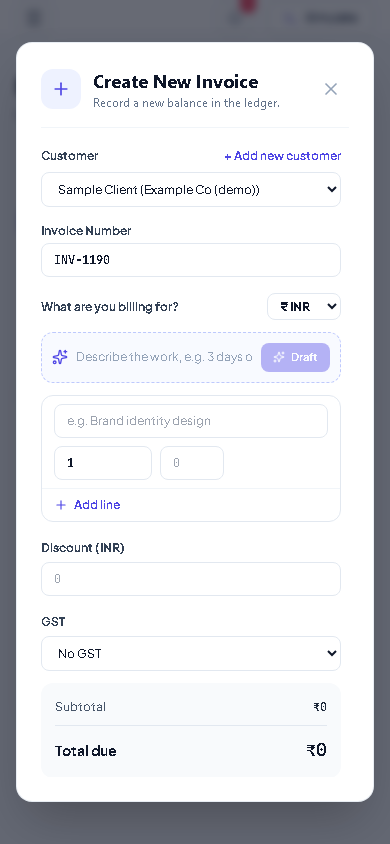 Create New Invoice
Record a new balance in the ledger.
Customer
+ Add new customer
Sample Client (Example Co (demo))
Invoice Number
INV-1190
What are you billing for?
₹ INR
Describe the work, e.g. 3 days o
Draft
e.g. Brand identity design
1
0
+ Add line
Discount (INR)
0
GST
No GST
Subtotal
₹0
Total due
₹0